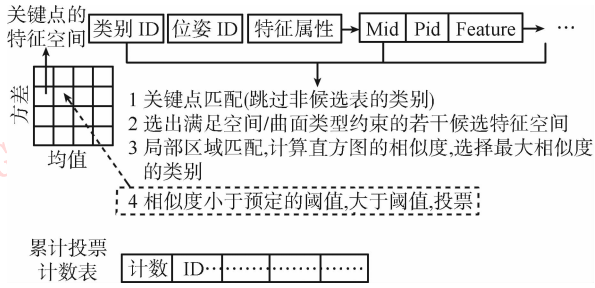 关键点的
特征空间
类别 ID 位姿 ID 特征属性 Mid Pid Feature …
方差
均值
1 关键点匹配(跳过非候选表的类别)
2 选出满足空间/曲面类型约束的若干候选特征空间
3 局部区域匹配,计算直方图的相似度,选择最大相似度
的类别
4 相似度小于预定的阈值,大于阈值,投票
累计投票
计数表
计数 ID……………………